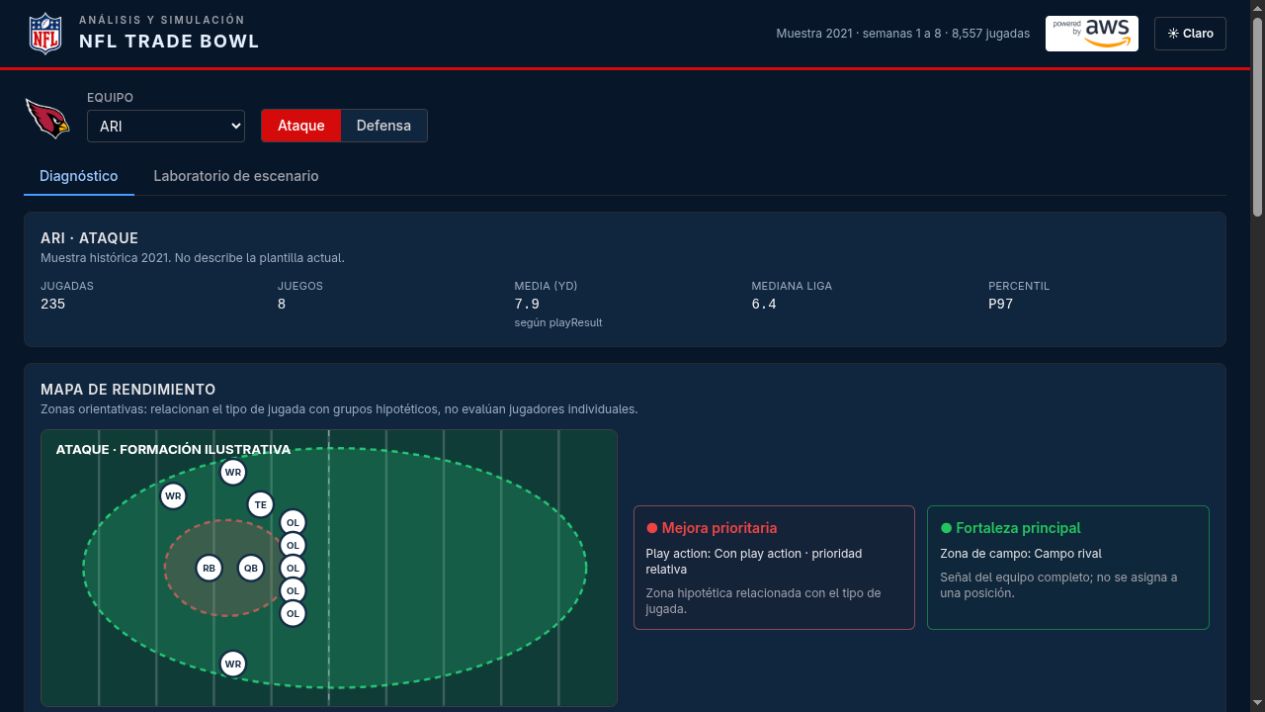 NFL
ANÁLISIS Y SIMULACIÓN
NFL TRADE BOWL
Muestra 2021 · semanas 1 a 8 · 8,557 jugadas
powered by aws
☀ Claro
EQUIPO
ARI
Ataque
Defensa
Diagnóstico
Laboratorio de escenario
ARI · ATAQUE
Muestra histórica 2021. No describe la plantilla actual.
JUGADAS
235
JUEGOS
8
MEDIA (YD)
7.9
según playResult
MEDIANA LIGA
6.4
PERCENTIL
P97
MAPA DE RENDIMIENTO
Zonas orientativas: relacionan el tipo de jugada con grupos hipotéticos, no evalúan jugadores individuales.
ATAQUE · FORMACIÓN ILUSTRATIVA
WR
WR
TE
OL
OL
RB
QB
OL
OL
OL
WR
Mejora prioritaria
Play action: Con play action · prioridad
relativa
Zona hipotética relacionada con el tipo de
jugada.
Fortaleza principal
Zona de campo: Campo rival
Señal del equipo completo; no se asigna a
una posición.